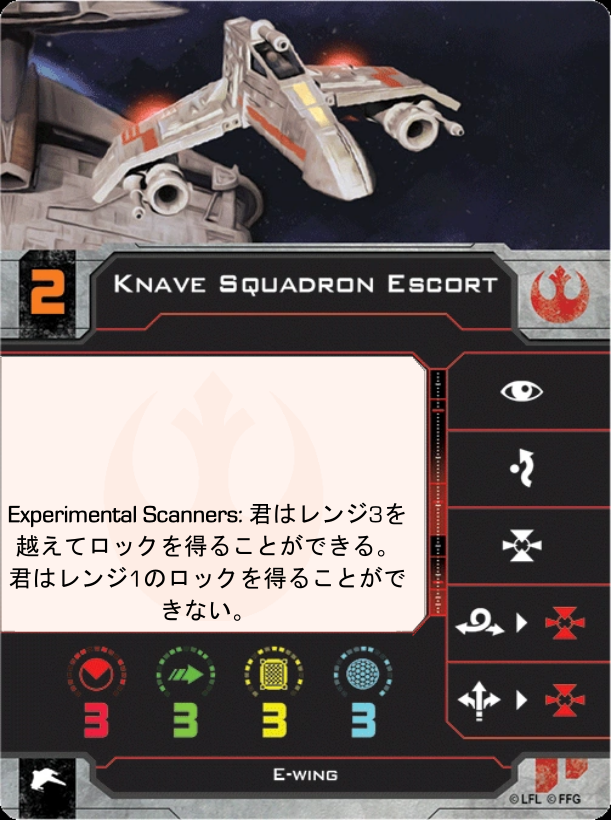 2
Knave Squadron Escort
Experimental Scanners: 君はレンジ3を
越えてロックを得ることができる。
君はレンジ1のロックを得ることがで
きない。
3 3 3 3
E-wing
©LFL ©FFG